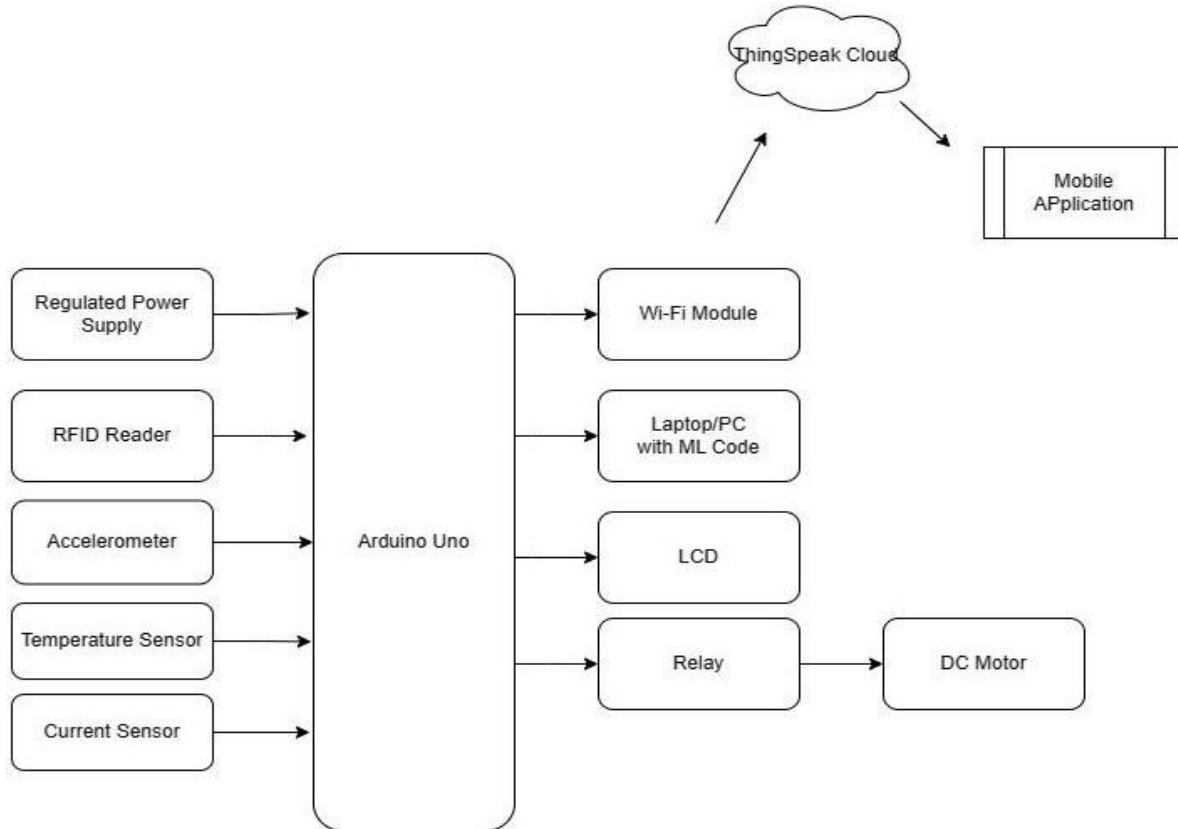 ThingSpeak Cloud
Mobile
APplication
Regulated Power
Supply
Wi-Fi Module
RFID Reader
Laptop/PC
with ML Code
Accelerometer
Arduino Uno
LCD
Temperature Sensor
Relay
DC Motor
Current Sensor